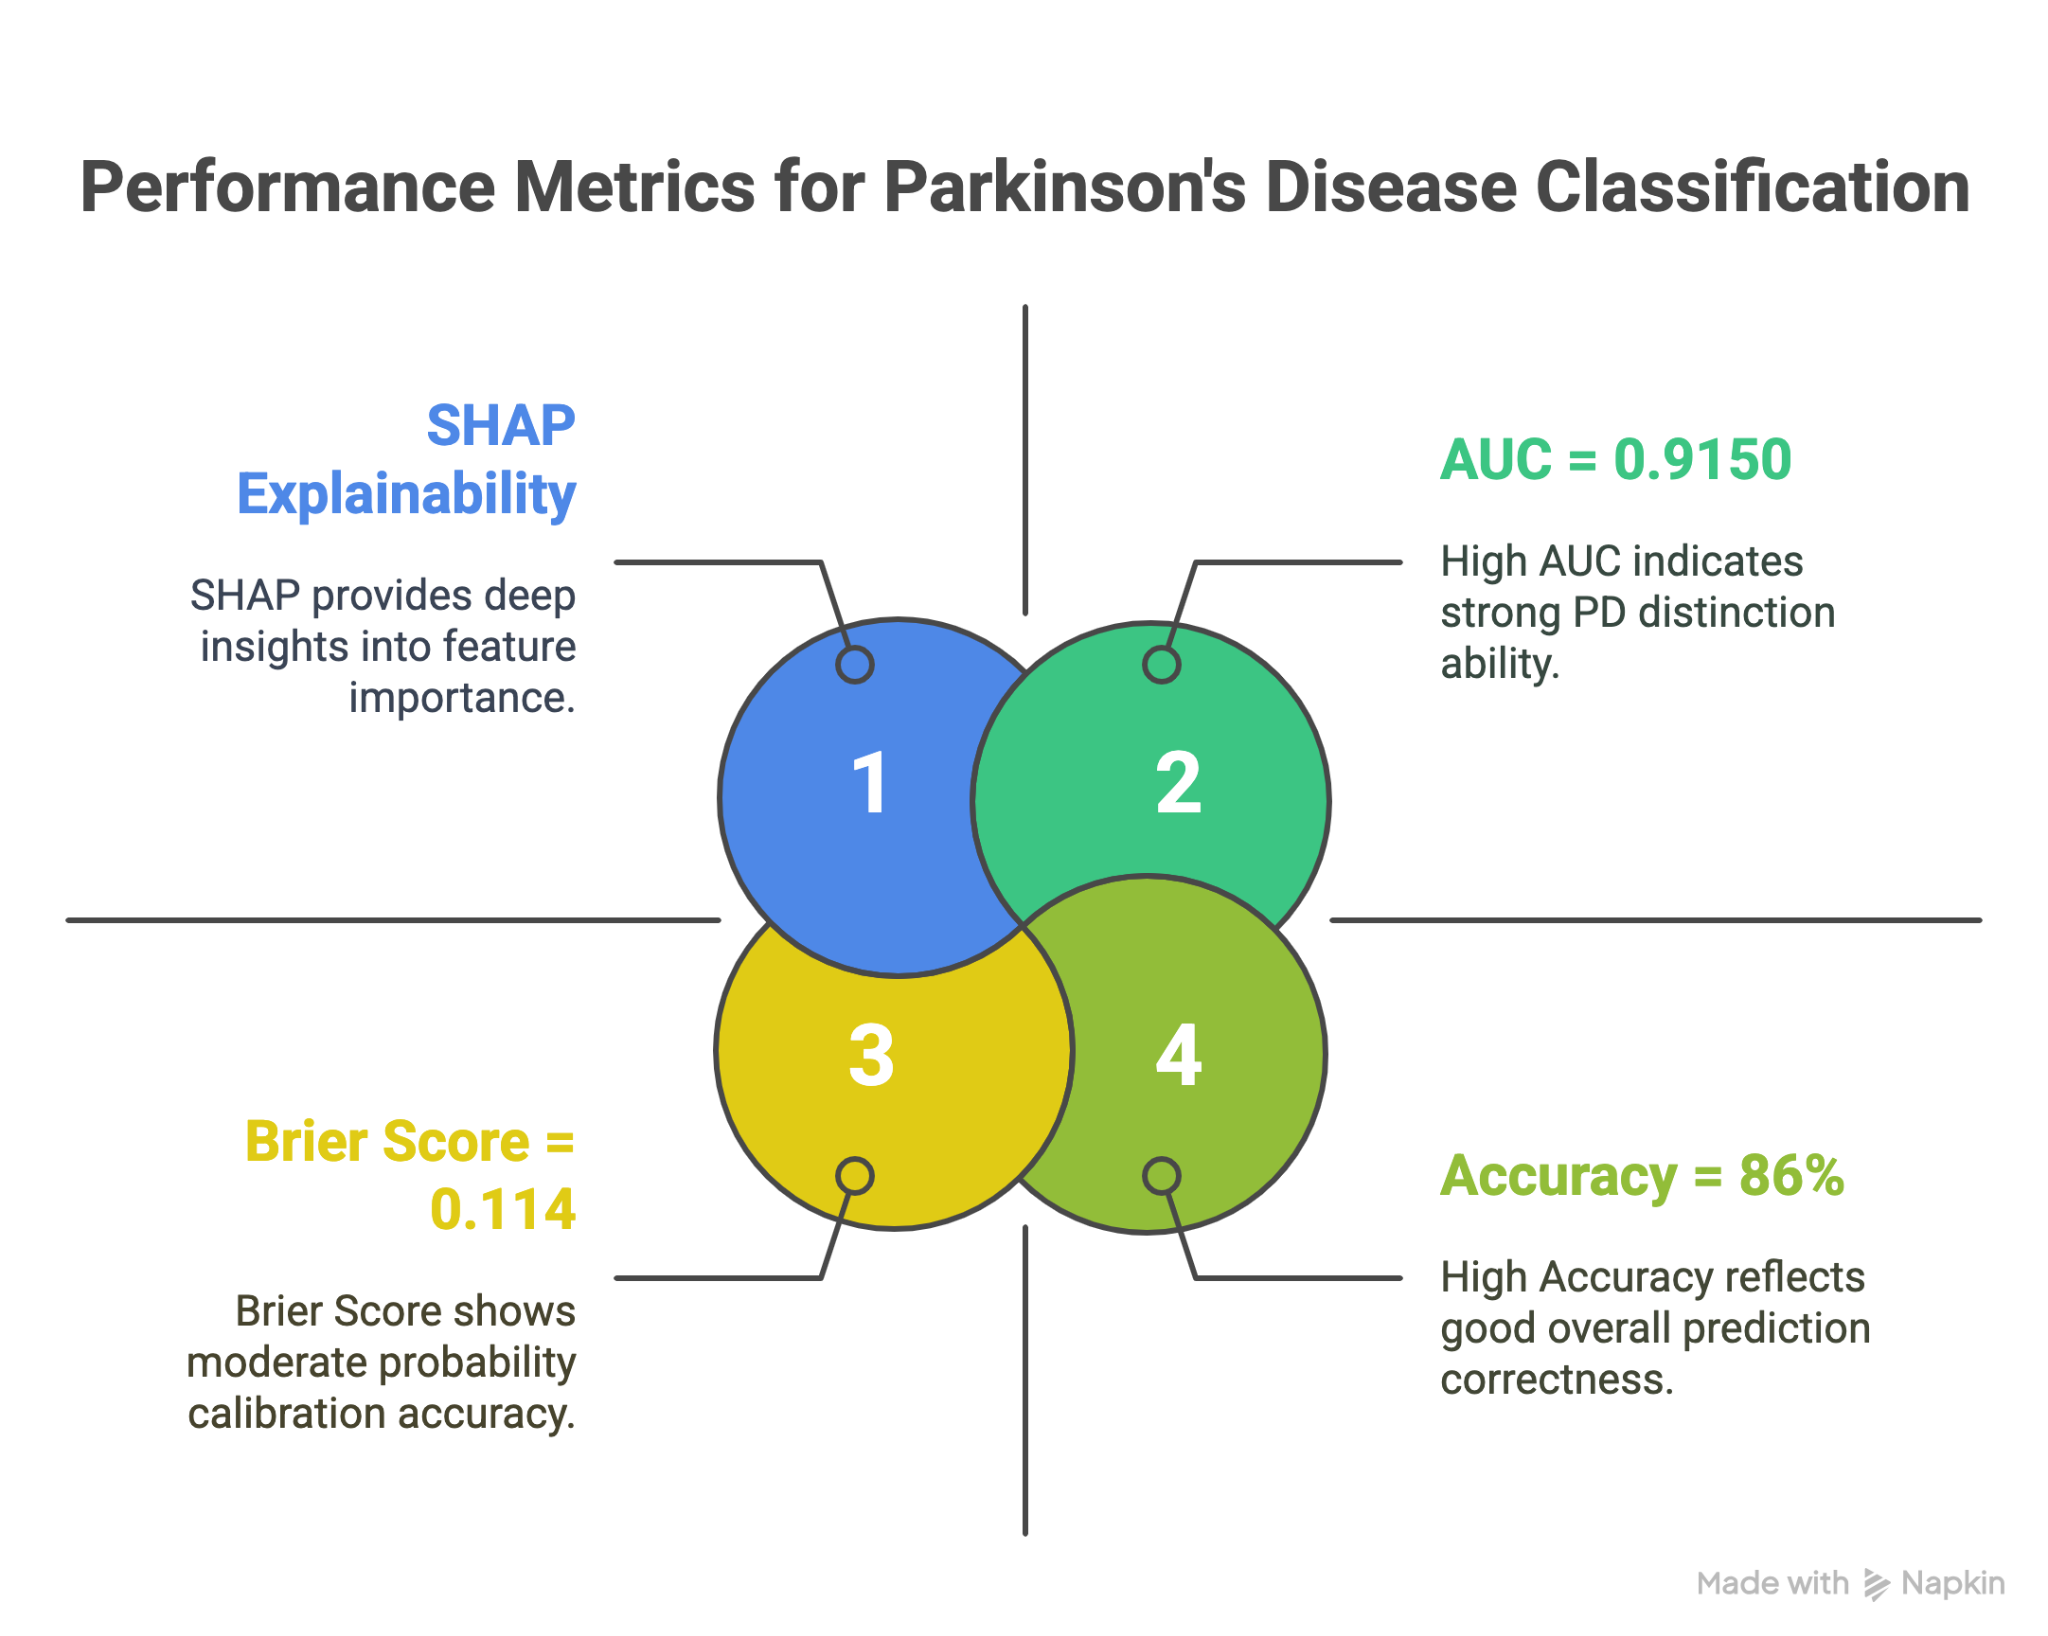 Performance Metrics for Parkinson's Disease Classification
SHAP
Explainability
SHAP provides deep
insights into feature
importance.
AUC = 0.9150
High AUC indicates
strong PD distinction
ability.
1
2
3
4
Brier Score =
0.114
Brier Score shows
moderate probability
calibration accuracy.
Accuracy = 86%
High Accuracy reflects
good overall prediction
correctness.
Made with Napkin